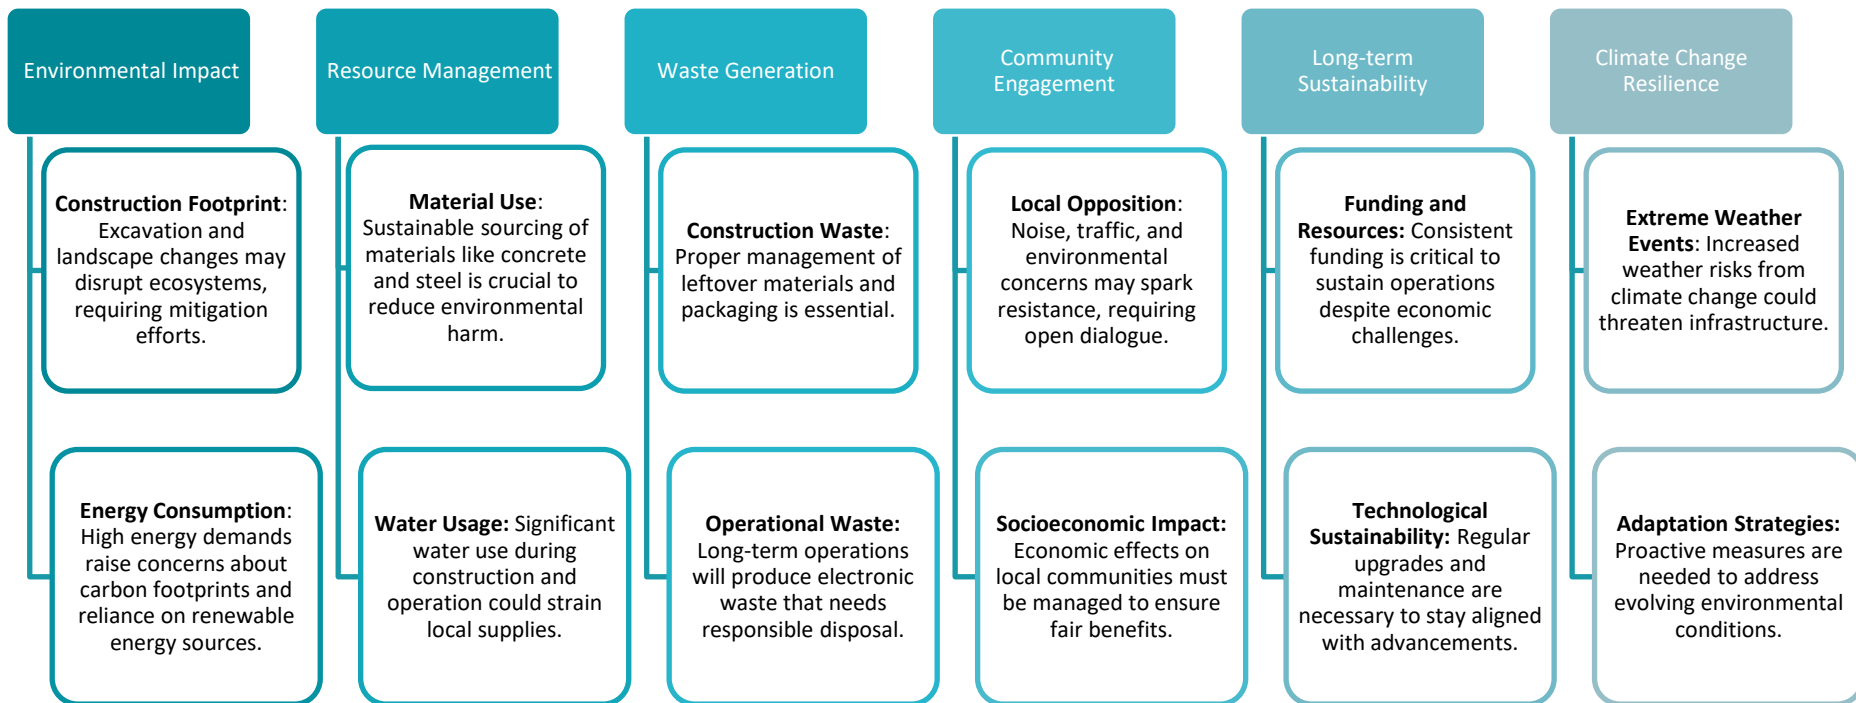 Environmental Impact
Construction Footprint:
Excavation and
landscape changes may
disrupt ecosystems,
requiring mitigation
efforts.
Energy Consumption:
High energy demands
raise concerns about
carbon footprints and
reliance on renewable
energy sources.
Resource Management
Material Use:
Sustainable sourcing of
materials like concrete
and steel is crucial to
reduce environmental
harm.
Water Usage: Significant
water use during
construction and
operation could strain
local supplies.
Waste Generation
Construction Waste:
Proper management of
leftover materials and
packaging is essential.
Operational Waste:
Long-term operations
will produce electronic
waste that needs
responsible disposal.
Community
Engagement
Local Opposition:
Noise, traffic, and
environmental
concerns may spark
resistance, requiring
open dialogue.
Socioeconomic Impact:
Economic effects on
local communities must
be managed to ensure
fair benefits.
Long-term
Sustainability
Funding and
Resources: Consistent
funding is critical to
sustain operations
despite economic
challenges.
Technological
Sustainability: Regular
upgrades and
maintenance are
necessary to stay aligned
with advancements.
Climate Change
Resilience
Extreme Weather
Events: Increased
weather risks from
climate change could
threaten infrastructure.
Adaptation Strategies:
Proactive measures are
needed to address
evolving environmental
conditions.